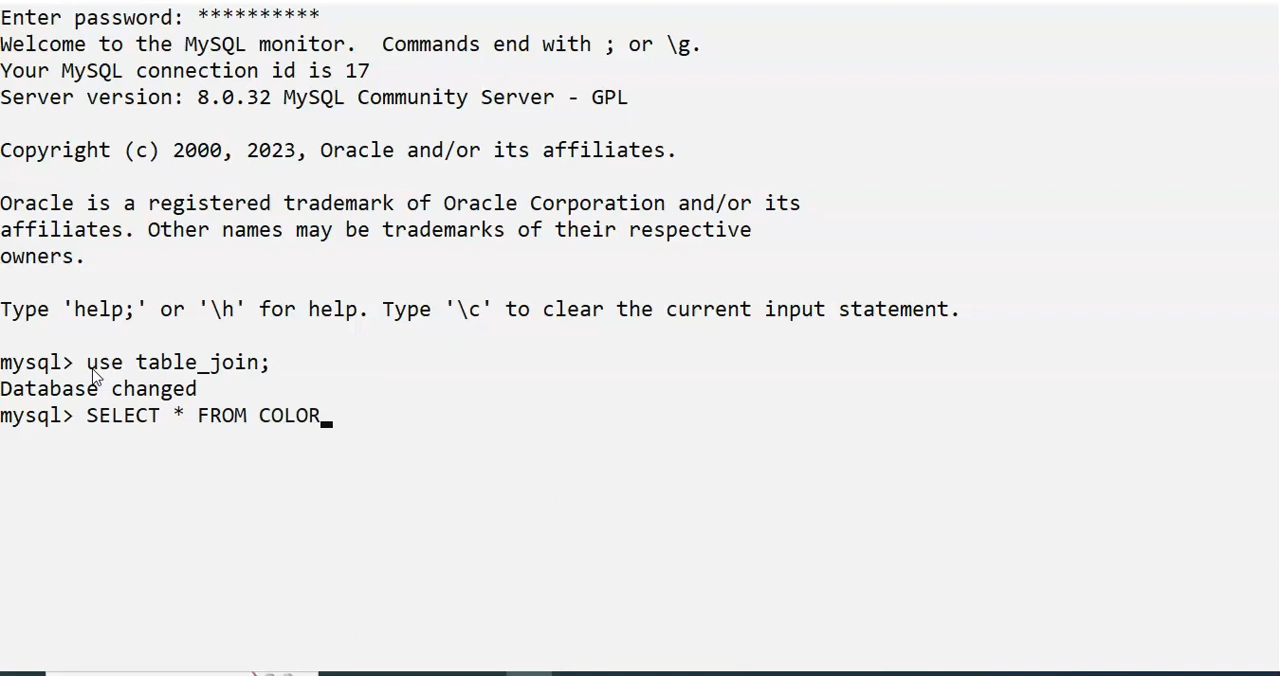 Enter password: **********
Welcome to the MySQL monitor.  Commands end with ; or \g.
Your MySQL connection id is 17
Server version: 8.0.32 MySQL Community Server - GPL
Copyright (c) 2000, 2023, Oracle and/or its affiliates.
Oracle is a registered trademark of Oracle Corporation and/or its
affiliates. Other names may be trademarks of their respective
owners.
Type 'help;' or '\h' for help. Type '\c' to clear the current input statement.
mysql> use table_join;
Database changed
mysql> SELECT * FROM COLOR